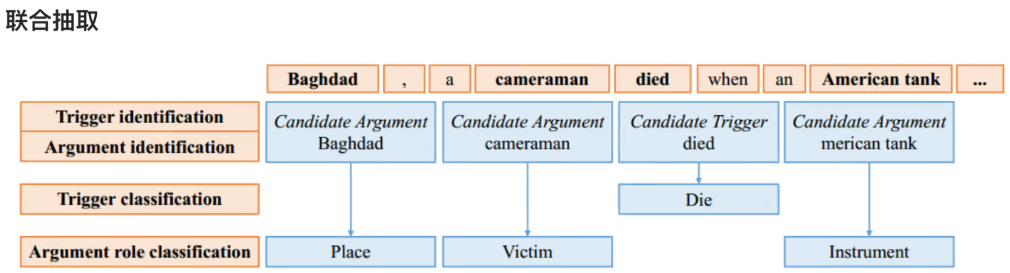 联合抽取
Baghdad , a cameraman died when an American tank ...
Trigger identification
Argument identification
Candidate Argument
Baghdad
Candidate Argument
cameraman
Candidate Trigger
died
Candidate Argument
merican tank
Trigger classification
Die
Argument role classification
Place
Victim
Instrument